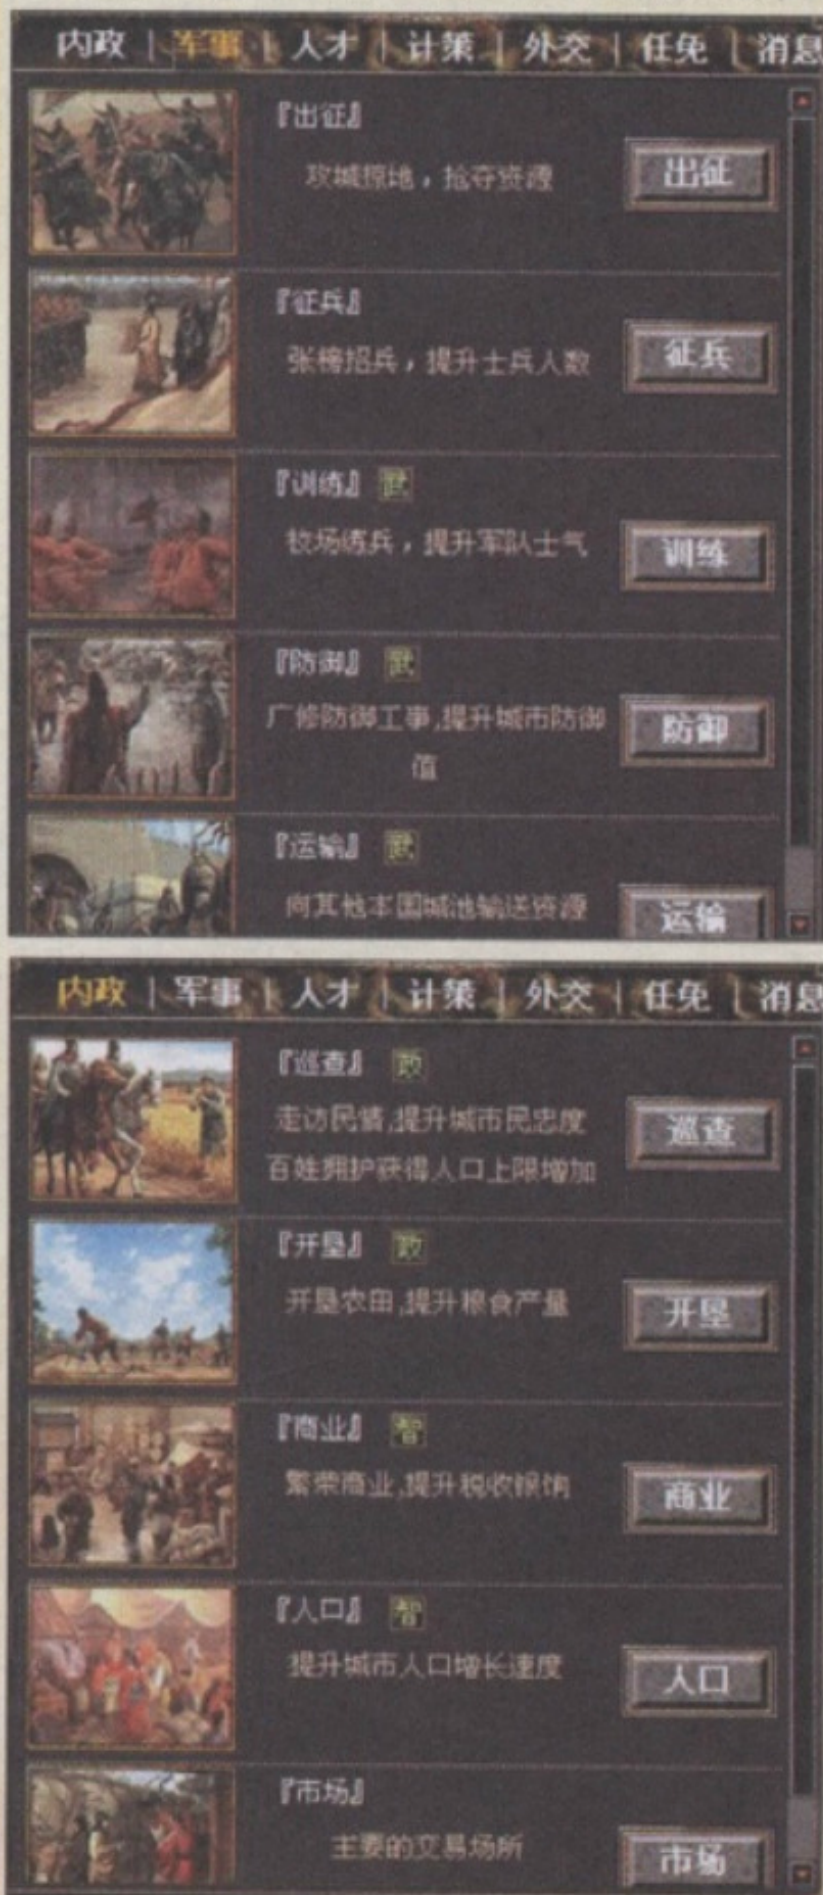 内政 | 军事 | 人才 | 计策 | 外交 | 任免 | 消息
『出征』
攻城掠地，抢夺资源
出征
『征兵』
张榜招兵，提升士兵人数
征兵
『训练』 武
牧场练兵，提升军队士气
训练
『防御』 武
广修防御工事,提升城市防御
值
防御
『运输』 武
向其他本国城池输送资源
运输
内政 | 军事 | 人才 | 计策 | 外交 | 任免 | 消息
『巡查』 政
走访民情,提升城市民忠度
百姓拥护获得人口上限增加
巡查
『开垦』 政
开垦农田,提升粮食产量
开垦
『商业』 智
繁荣商业,提升税收银饷
商业
『人口』 智
提升城市人口增长速度
人口
『市场』
主要的交易场所
市场